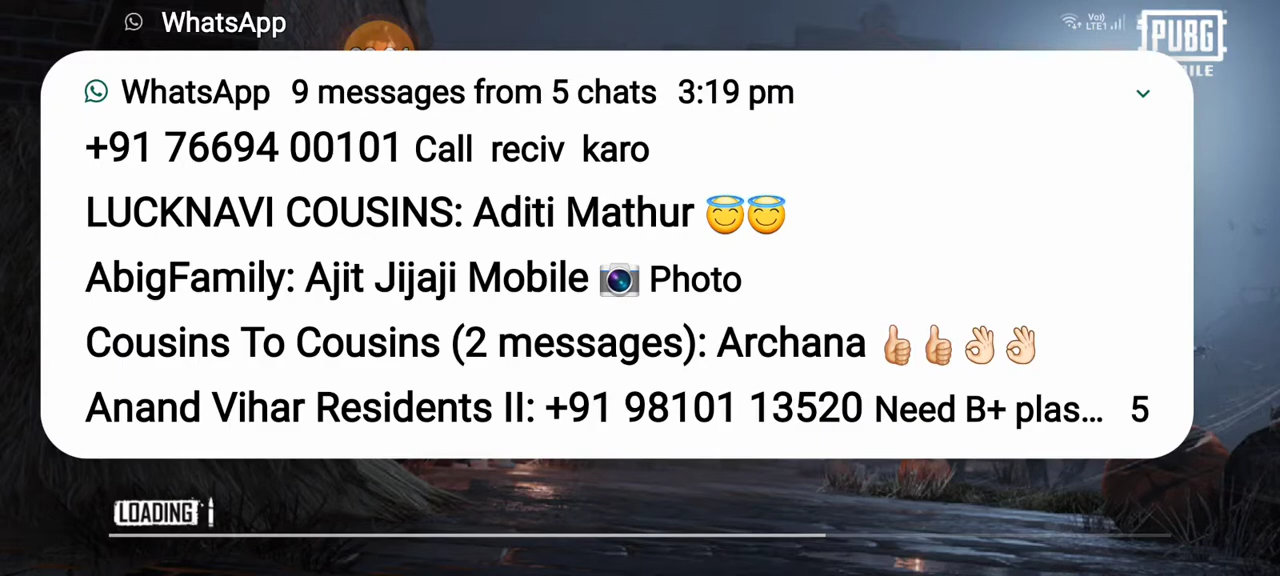 WhatsApp
PUBG
WhatsApp 9 messages from 5 chats 3:19 pm
+91 76694 00101 Call reciv karo
LUCKNAVI COUSINS: Aditi Mathur 😇😇
AbigFamily: Ajit Jijaji Mobile 📷 Photo
Cousins To Cousins (2 messages): Archana 👍🏻👍🏻👌🏻👌🏻
Anand Vihar Residents II: +91 98101 13520 Need B+ plas... 5
LOADING